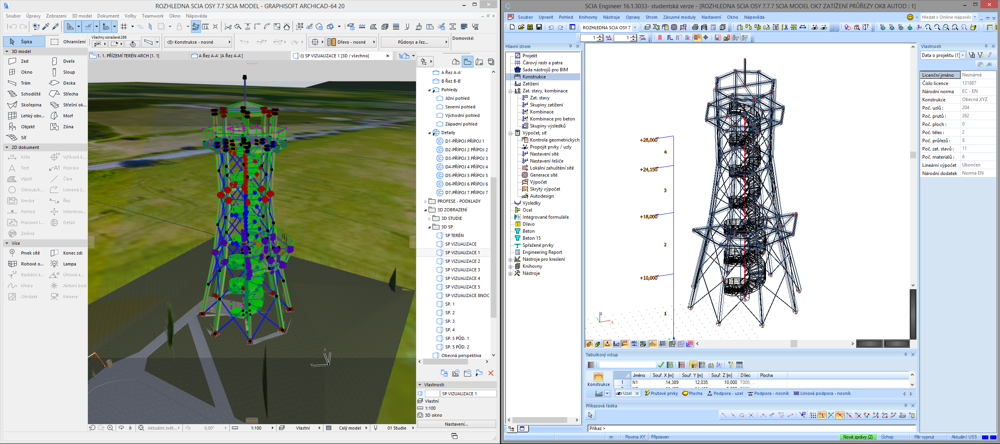 ROZHLEDNA SCIA OSY 7.7 SCIA MODEL - GRAPHISOFT ARCHICAD-64 20
Soubor Úpravy Zobrazení 3D model Dokument Volby Teamwork Okno Nápověda
Šipka
Ohraničení
Všechny označené:286
Konstrukce - nosné
Dřevo - nosné
Půdorys a řez...
Domovské:
1. 1. PŘÍZEMÍ TERÉN ARCH [1. 1]
A Řez A-A' [A Řez A-A']
(!) SP VIZUALIZACE 1 [3D / všechno]
3D model
Zeď Dveře
Okno Sloup
Trám Deska
Schodiště Střecha
Skořepina Střešní ok...
Lehký obv... Morf
Objekt Zóna
Síť
2D dokument
Kóta Výšková k...
Text Popiska
Výplň Čára
Oblouk/k... Lomená č...
Kresba Řez
Pohled Interiérov...
Pracovní l... Detail
Změna
Více
Prvek sítě Konec zdi
Rohové o... Lampa
Radiální k... Úhlová k...
Křivka Aktivní bod
Obrázek Kamera
A Řez A-A'
B Řez B-B'
Pohledy
Jižní pohled
Severní pohled
Východní pohled
Západní pohled
Detaily
D1-PŘÍPOJ PŘÍPOJ 1
D2-PŘÍPOJ 2 PŘÍPOJ 2
D3-PŘÍPOJ 3 PŘÍPOJ 3
D4-PŘÍPOJ 4 PŘÍPOJ 4
D5-PŘÍPOJ 5 PŘÍPOJ 5
D6-PŘÍPOJ 6 PŘÍPOJ 6
D7-PŘÍPOJ 7 PŘÍPOJ 7
PROFESE - PODKLADY
3D ZOBRAZENÍ
3D STUDIE
3D SP
SP TERÉN
SP VIZUALIZACE
SP VIZUALIZACE 1
SP VIZUALIZACE 2
SP VIZUALIZACE 3
SP VIZUALIZACE 4
SP VIZUALIZACE 5
SP VIZUALIZACE 8NOC
SP. 1
SP. 2
SP. 3
SP. 4
SP. 5 PŮD. 1
SP. 5 PŮD. 2
Obecná perspektiva
Vlastnosti
SP VIZUALIZACE 1
Vlastní
1:100
3D okno
Nastavení...
Aktuální zvět... 0,00° 1:100 Vlastní Celý model 01 Studie
SCIA Engineer 16.1.3033- studentská verze - [ROZHLEDNA SCIA OSY 7.7.7 SCIA MODEL OK7 ZATÍŽENÍ PRŮŘEZY OK8 AUTOD : 1]
Soubor Upravit Pohled Knihovny Nástroje Opravy Strom Zásuvné moduly Nastavení Okno Nápověda
Hledat v Online nápověc
ROZHLEDNA SCIA OSY 7
1 1
Hlavní strom
Projekt
Čárový rastr a patra
Sada nástrojů pro BIM
Konstrukce
Zatížení
Zat. stavy, kombinace
Zat. stavy
Skupiny zatížení
Kombinace
Kombinace pro beton
Skupiny výsledků
Výpočet, síť
Kontrola geometrických
Propojit prvky / uzly
Nastavení sítě
Nastavení řešiče
Lokální zahuštění sítě
Generace sítě
Výpočet
Skrytý výpočet
Autodesign
Výsledky
Ocel
Integrované formuláře
Dřevo
Beton
Beton 15
Spřažené prvky
Engineering Report
Nástroje pro kreslení
Knihovny
Nástroje
+28,000
4
+24,150
3
+18,000
2
+10,000
1
z
x
Vlastnosti
Data o projektu (1)
Licenční jméno Neznámé
Číslo licence 131887
Národní norma EC - EN
Konstrukce Obecná XYZ
Poč. uzlů : 204
Poč. prutů : 262
Poč. ploch : 0
Poč. těles : 2
Poč. průřezů : 8
Poč. zat. stavů : 11
Poč. materiálů : 6
Lineární výpočet Ukončen
Národní dodatek Norma EN
Tabulkový vstup
Konstrukce
Jméno Souř. X [m] Souř. Y [m] Souř. Z [m] Dílec Plocha
1 N1 14,389 12,035 10,000 T005; ...
Uzel Prutové prvky Plocha Podpora - uzel Podpora - nosník Liniová podpora - nosník
Příkazová řádka
Příkaz >
m Rovina XY Připraven Nové zprávy (2) Úchop Filtr vypnut Aktuální USS